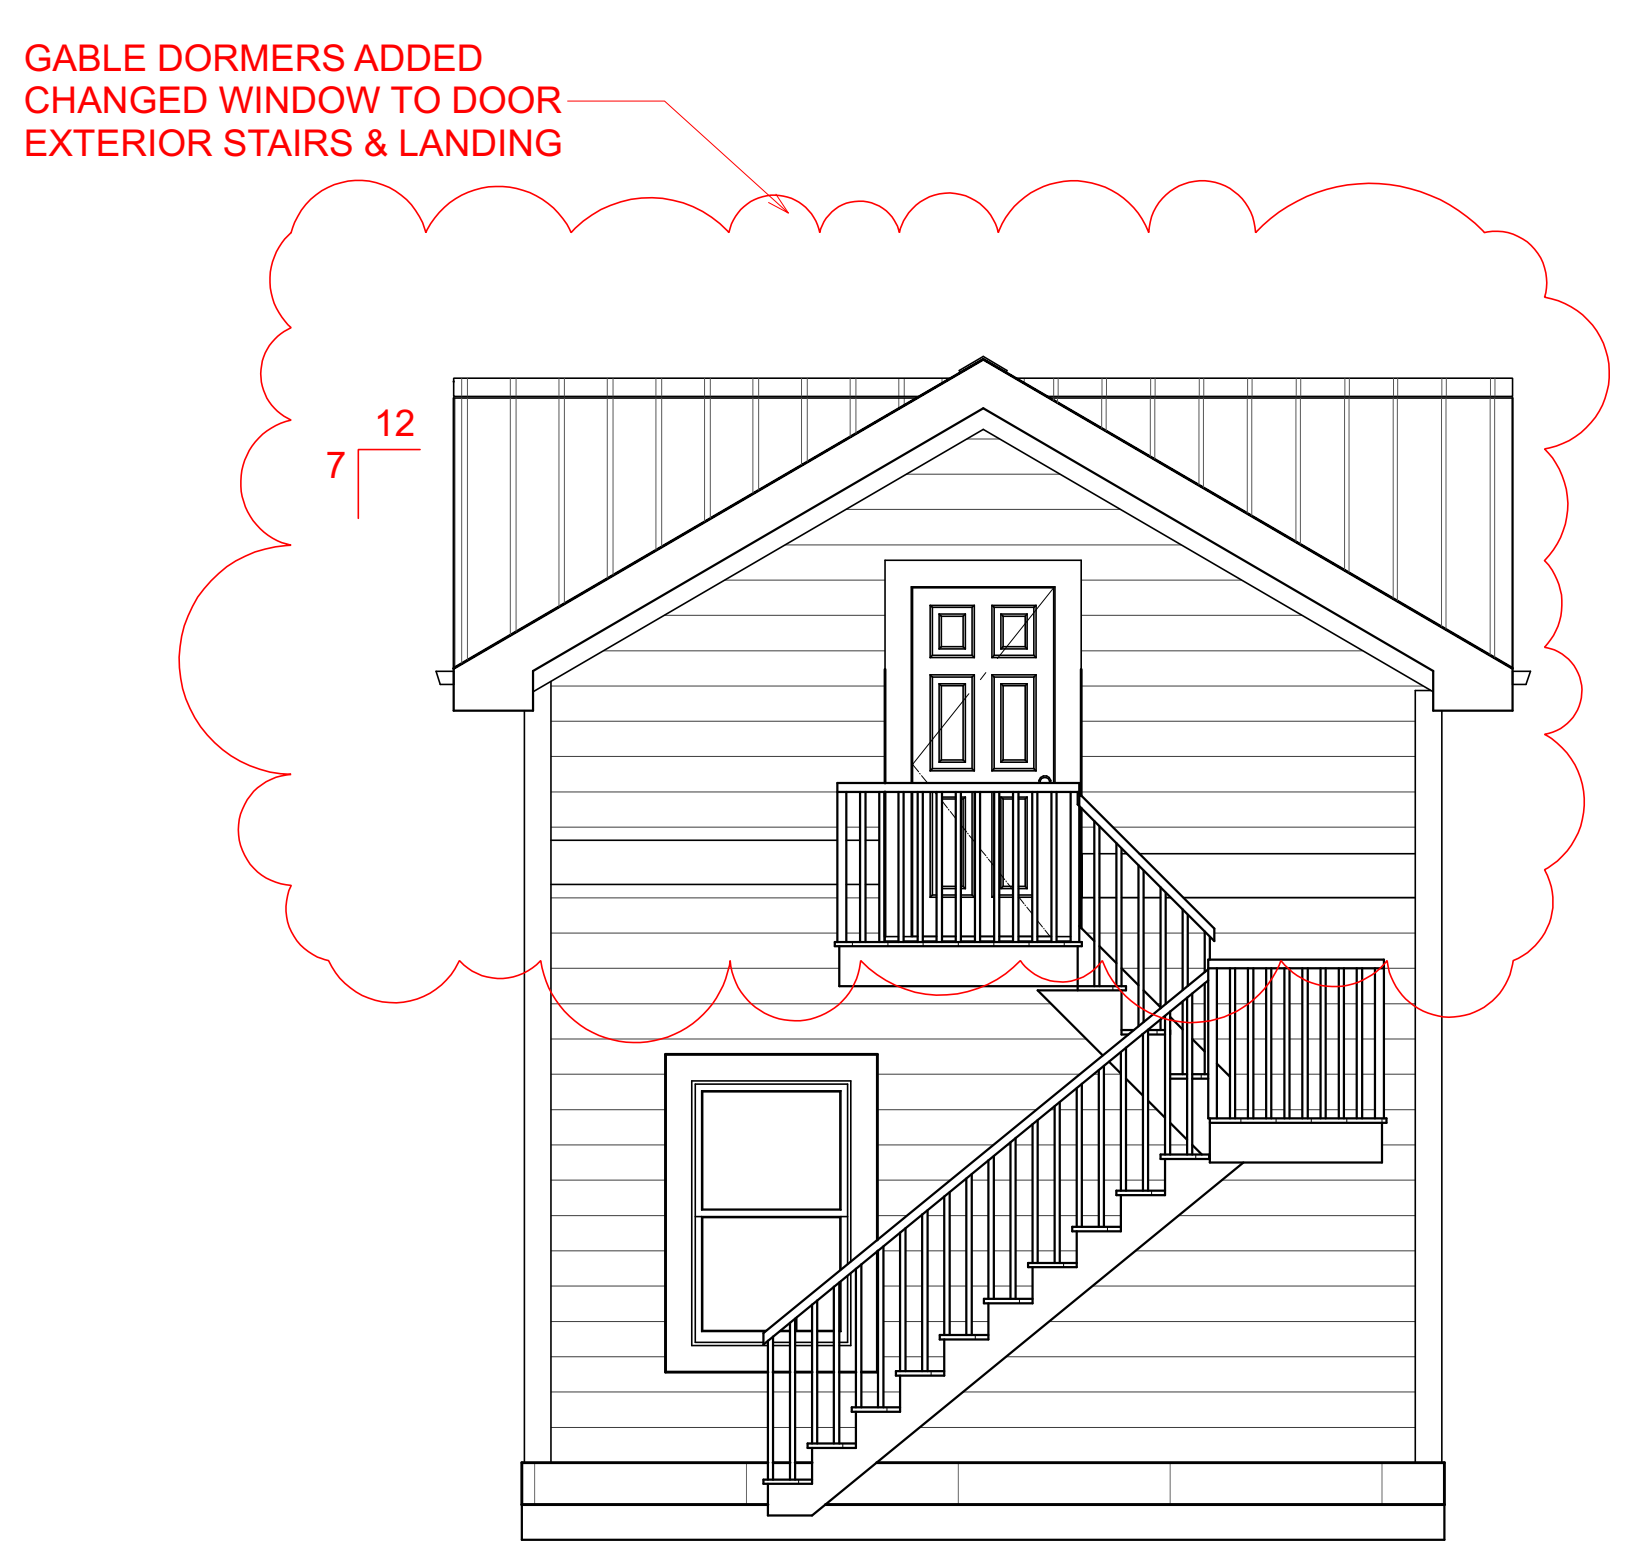 GABLE DORMERS ADDED
CHANGED WINDOW TO DOOR
EXTERIOR STAIRS & LANDING
12
7